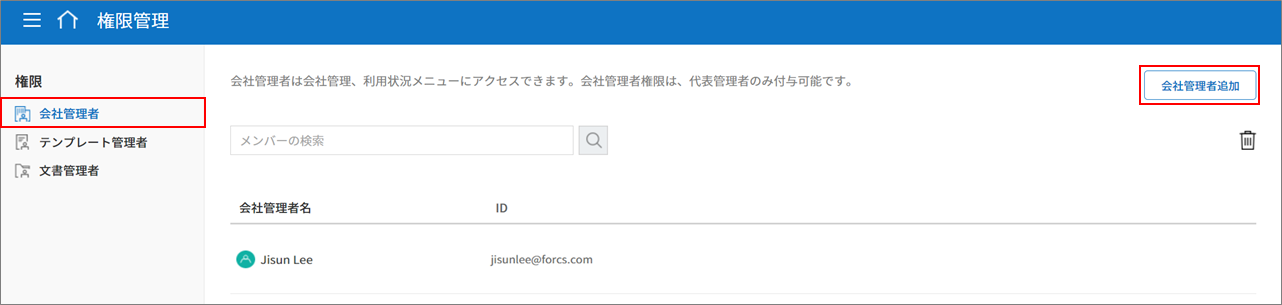 権限管理
権限
会社管理者
テンプレート管理者
文書管理者
会社管理者は会社管理、利用状況メニューにアクセスできます。会社管理者権限は、代表管理者のみ付与可能です。
会社管理者追加
メンバーの検索
会社管理者名 ID
Jisun Lee jisunlee@forcs.com